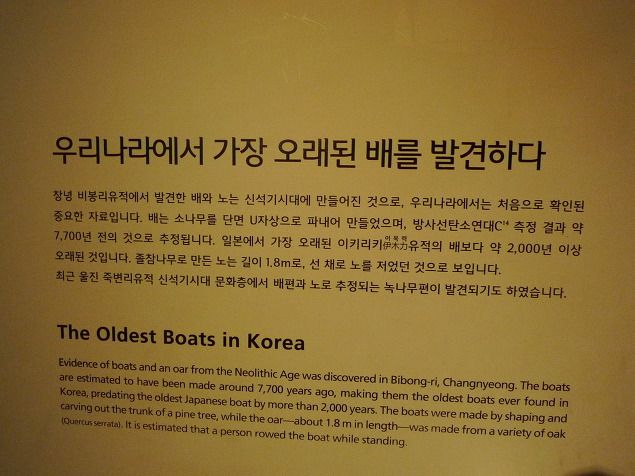 우리나라에서 가장 오래된 배를 발견하다
창녕 비봉리유적에서 발견한 배와 노는 신석기시대에 만들어진 것으로, 우리나라에서는 처음으로 확인된
중요한 자료입니다. 배는 소나무를 단면 U자상으로 파내어 만들었으며, 방사선탄소연대C¹⁴ 측정 결과 약
7,700년 전의 것으로 추정됩니다. 일본에서 가장 오래된 이키리키(伊木力)유적의 배보다 약 2,000년 이상
오래된 것입니다. 졸참나무로 만든 노는 길이 1.8m로, 선 채로 노를 저었던 것으로 보입니다.
최근 울진 죽변리유적 신석기시대 문화층에서 배편과 노로 추정되는 녹나무편이 발견되기도 하였습니다.
The Oldest Boats in Korea
Evidence of boats and an oar from the Neolithic Age was discovered in Bibong-ri, Changnyeong. The boats
are estimated to have been made around 7,700 years ago, making them the oldest boats ever found in
Korea, predating the oldest Japanese boat by more than 2,000 years. The boats were made by shaping and
carving out the trunk of a pine tree, while the oar—about 1.8 m in length—was made from a variety of oak
(Quercus serrata). It is estimated that a person rowed the boat while standing.